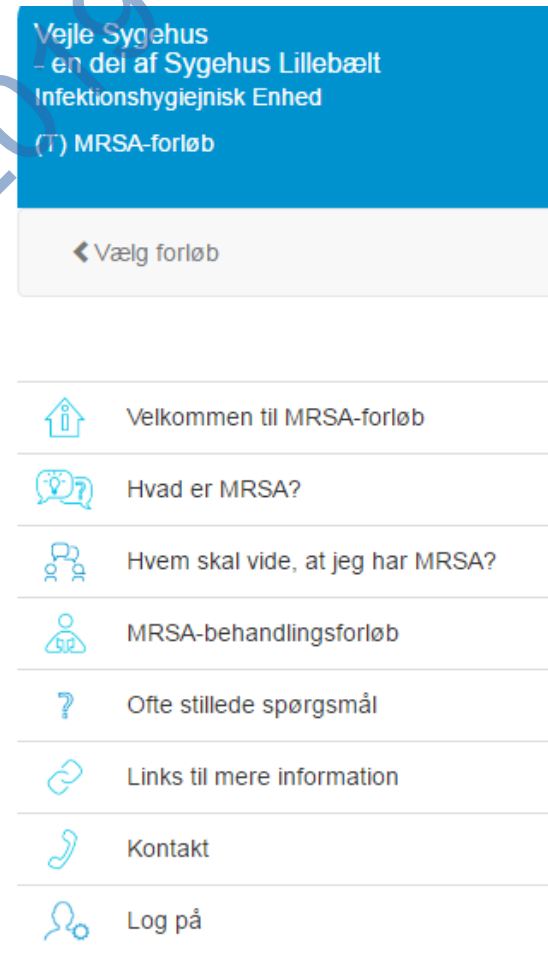 Vejle Sygehus
- en del af Sygehus Lillebælt
Infektionshygiejnisk Enhed
(T) MRSA-forløb
Vælg forløb
Velkommen til MRSA-forløb
Hvad er MRSA?
Hvem skal vide, at jeg har MRSA?
MRSA-behandlingsforløb
Ofte stillede spørgsmål
Links til mere information
Kontakt
Log på